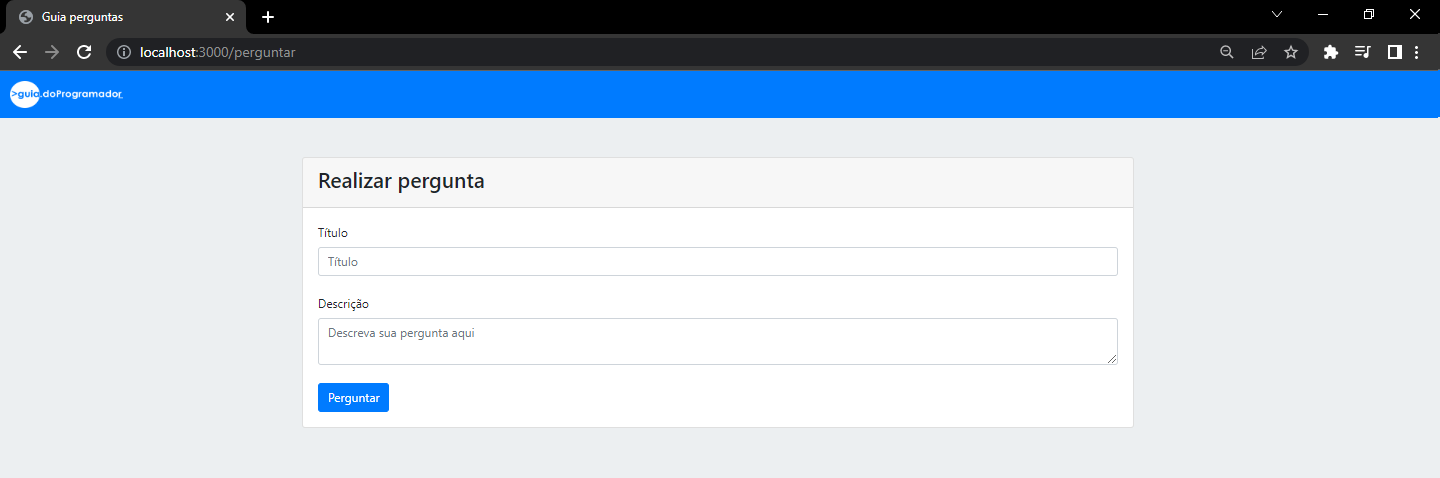 Guia perguntas
localhost:3000/perguntar
>guia.doProgramador_
Realizar pergunta
Título
Título
Descrição
Descreva sua pergunta aqui
Perguntar